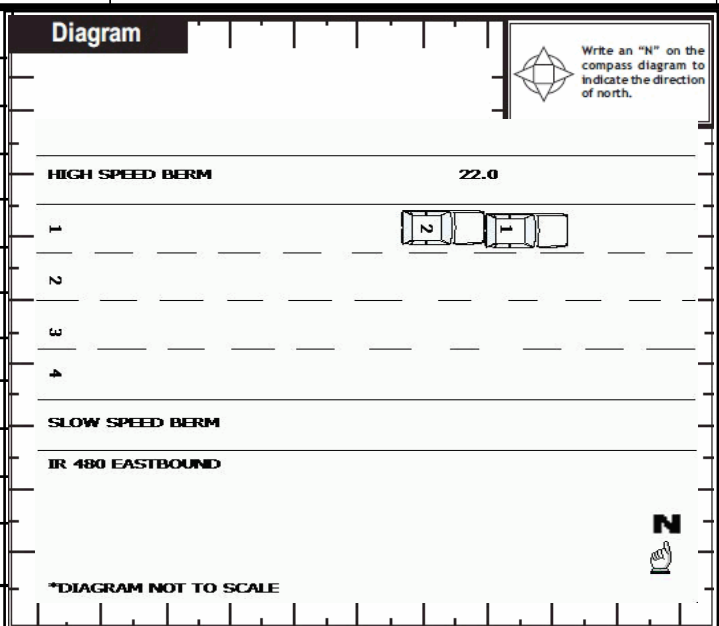 Diagram
Write an "N" on the
compass diagram to
indicate the direction
of north.
HIGH SPEED BERM 22.0
1 2 1
2
3
4
SLOW SPEED BERM
IR 480 EASTBOUND
N
*DIAGRAM NOT TO SCALE